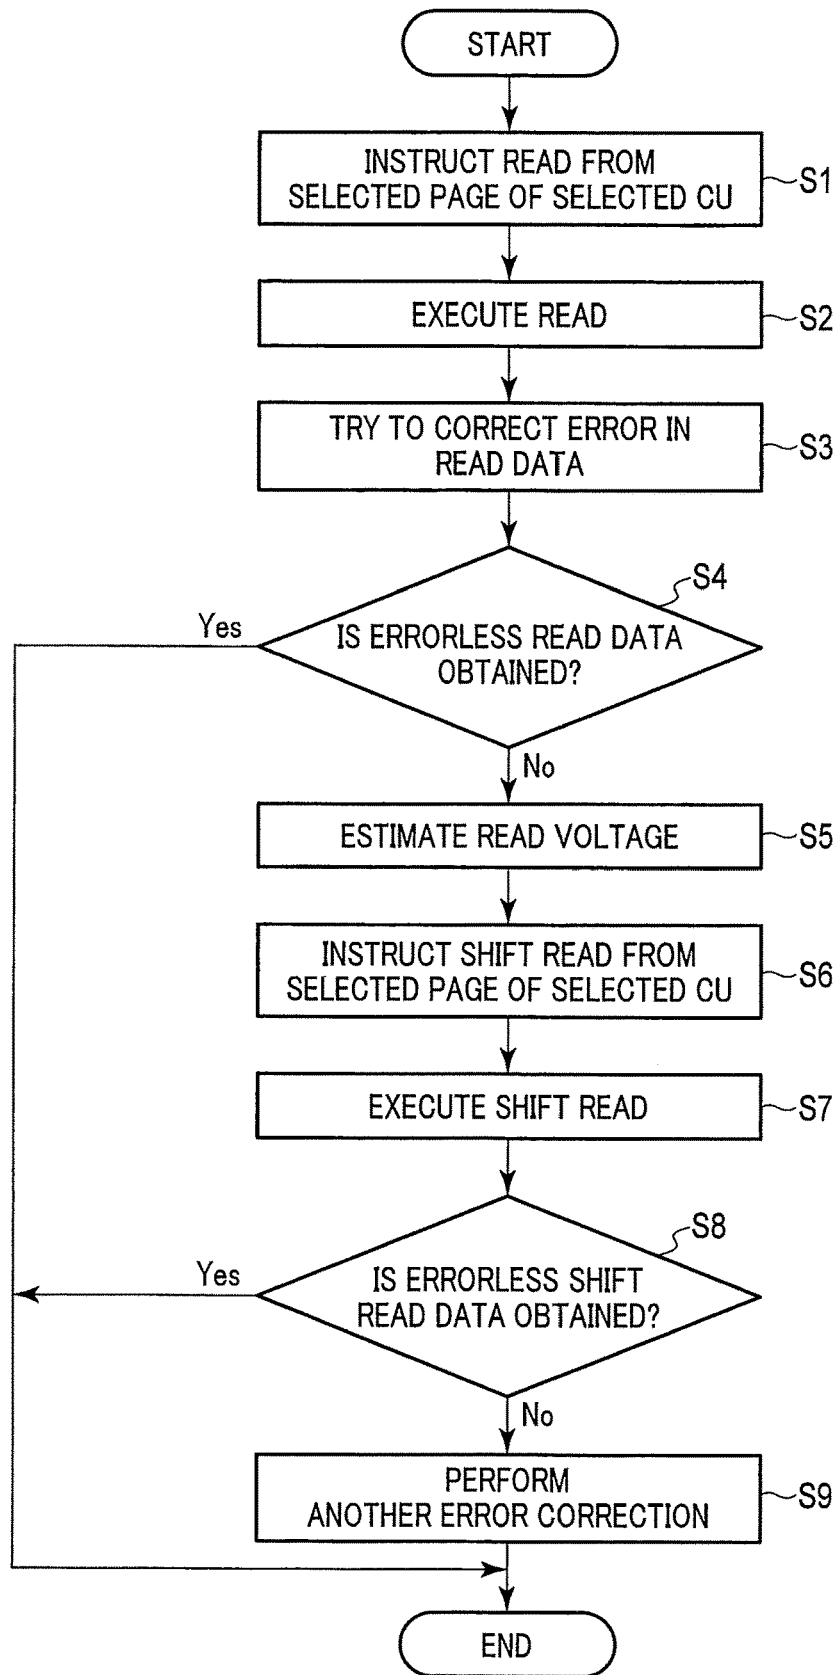 START
INSTRUCT READ FROM
SELECTED PAGE OF SELECTED CU
S1
EXECUTE READ
S2
TRY TO CORRECT ERROR IN
READ DATA
S3
S4
Yes
IS ERRORLESS READ DATA
OBTAINED?
No
ESTIMATE READ VOLTAGE
S5
INSTRUCT SHIFT READ FROM
SELECTED PAGE OF SELECTED CU
S6
EXECUTE SHIFT READ
S7
S8
Yes
IS ERRORLESS SHIFT
READ DATA OBTAINED?
No
PERFORM
ANOTHER ERROR CORRECTION
S9
END